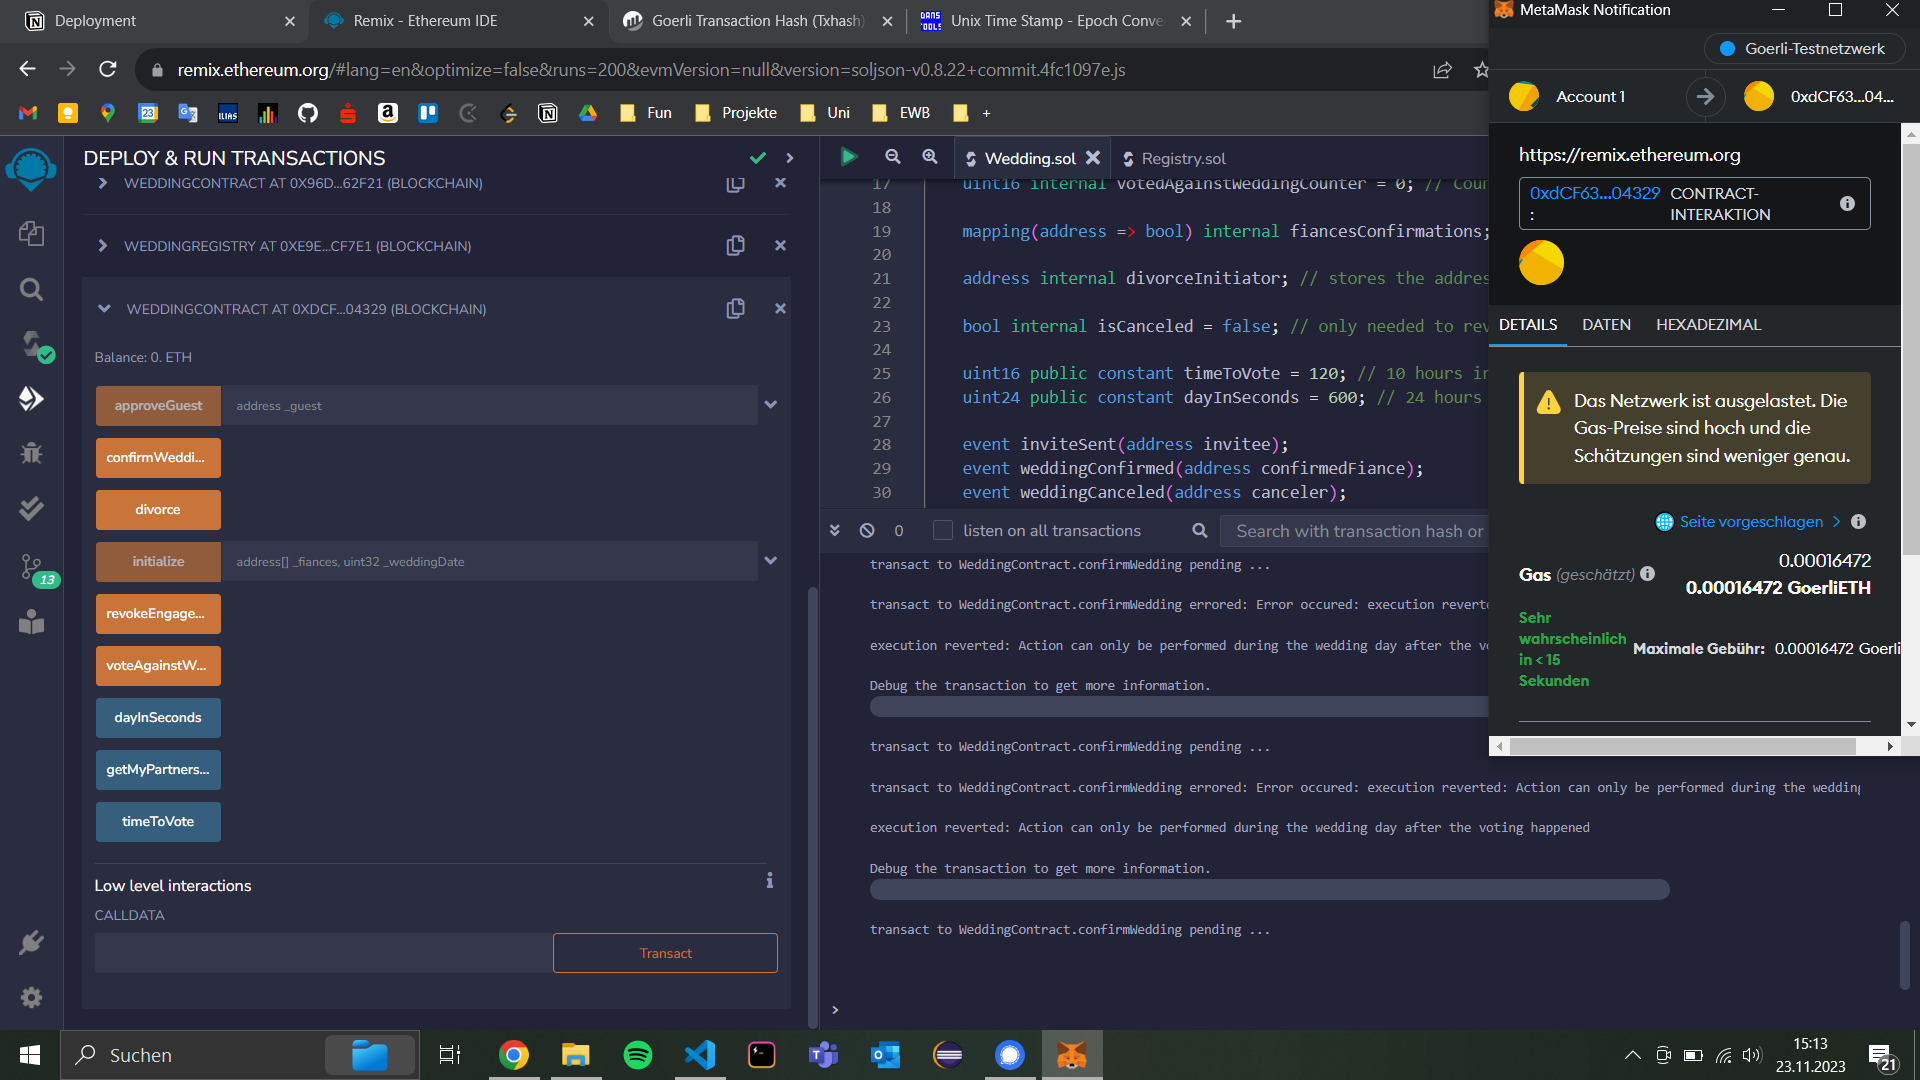 Deployment
Remix - Ethereum IDE
Goerli Transaction Hash (Txhash)
DAN'S TOOLS
Unix Time Stamp - Epoch Conve
MetaMask Notification
Goerli-Testnetzwerk
remix.ethereum.org/#lang=en&optimize=false&runs=200&evmVersion=null&version=soljson-v0.8.22+commit.4fc1097e.js
23
ILIAS
Fun
Projekte
Uni
EWB
+
Account 1
0xdCF63...04...
DEPLOY & RUN TRANSACTIONS
WEDDINGCONTRACT AT 0X96D...62F21 (BLOCKCHAIN)
WEDDINGREGISTRY AT 0XE9E...CF7E1 (BLOCKCHAIN)
WEDDINGCONTRACT AT 0XDCF...04329 (BLOCKCHAIN)
Balance: 0. ETH
approveGuest
address _guest
confirmWeddi...
divorce
initialize
address[] _fiances, uint32 _weddingDate
revokeEngage...
voteAgainstW...
dayInSeconds
getMyPartners...
timeToVote
Low level interactions
i
CALLDATA
Transact
13
Wedding.sol
Registry.sol
17 uint16 internal votedAgainstWeddingCounter = 0; // Coun
18
19 mapping(address => bool) internal fiancesConfirmations;
20
21 address internal divorceInitiator; // stores the addres
22
23 bool internal isCanceled = false; // only needed to rev
24
25 uint16 public constant timeToVote = 120; // 10 hours in
26 uint24 public constant dayInSeconds = 600; // 24 hours
27
28 event inviteSent(address invitee);
29 event weddingConfirmed(address confirmedFiance);
30 event weddingCanceled(address canceler);
0
listen on all transactions
Search with transaction hash or
transact to WeddingContract.confirmWedding pending ...
transact to WeddingContract.confirmWedding errored: Error occured: execution reverte
execution reverted: Action can only be performed during the wedding day after the vo
Debug the transaction to get more information.
transact to WeddingContract.confirmWedding pending ...
transact to WeddingContract.confirmWedding errored: Error occured: execution reverted: Action can only be performed during the wedding
execution reverted: Action can only be performed during the wedding day after the voting happened
Debug the transaction to get more information.
transact to WeddingContract.confirmWedding pending ...
>
https://remix.ethereum.org
0xdCF63...04329
:
CONTRACT-
INTERAKTION
DETAILS
DATEN
HEXADEZIMAL
Das Netzwerk ist ausgelastet. Die
Gas-Preise sind hoch und die
Schätzungen sind weniger genau.
Seite vorgeschlagen >
0.00016472
Gas (geschätzt)
0.00016472 GoerliETH
Sehr
wahrscheinlich
in < 15
Sekunden
Maximale Gebühr: 0.00016472 Goerli
Suchen
15:13
23.11.2023
21